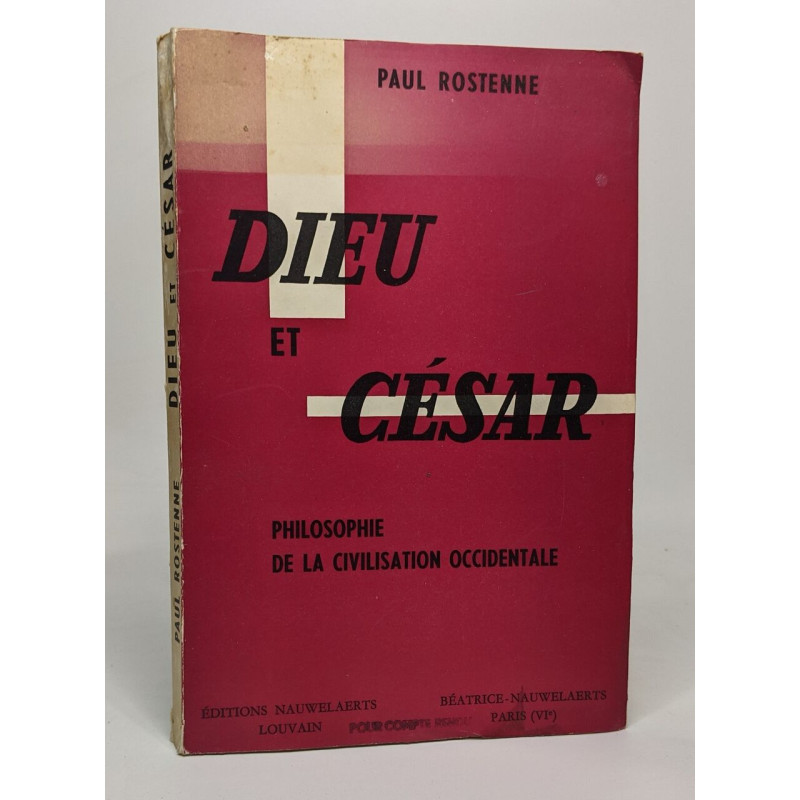 PAUL ROSTENNE
DIEU
ET
CÉSAR
PHILOSOPHIE
DE LA CIVILISATION OCCIDENTALE
ÉDITIONS NAUWELAERTS
LOUVAIN
BÉATRICE-NAUWELAERTS
PARIS (VIᵉ)
POUR COMPTE RENDU
PAUL ROSTENNE DIEU ET CÉSAR